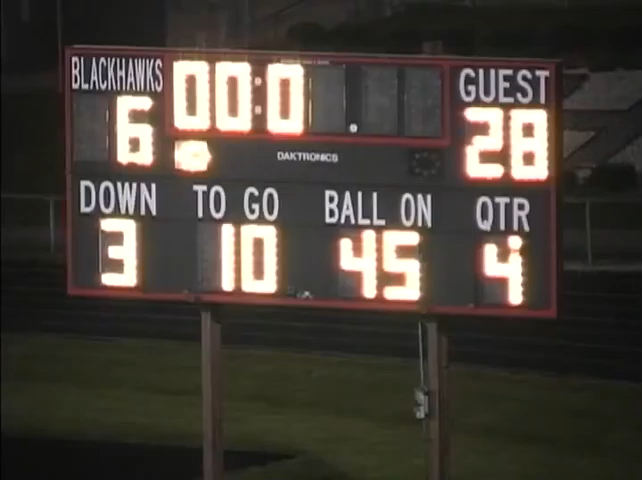 BLACKHAWKS 00:0 . GUEST
6 28
DAKTRONICS
DOWN TO GO BALL ON QTR
3 10 45 4